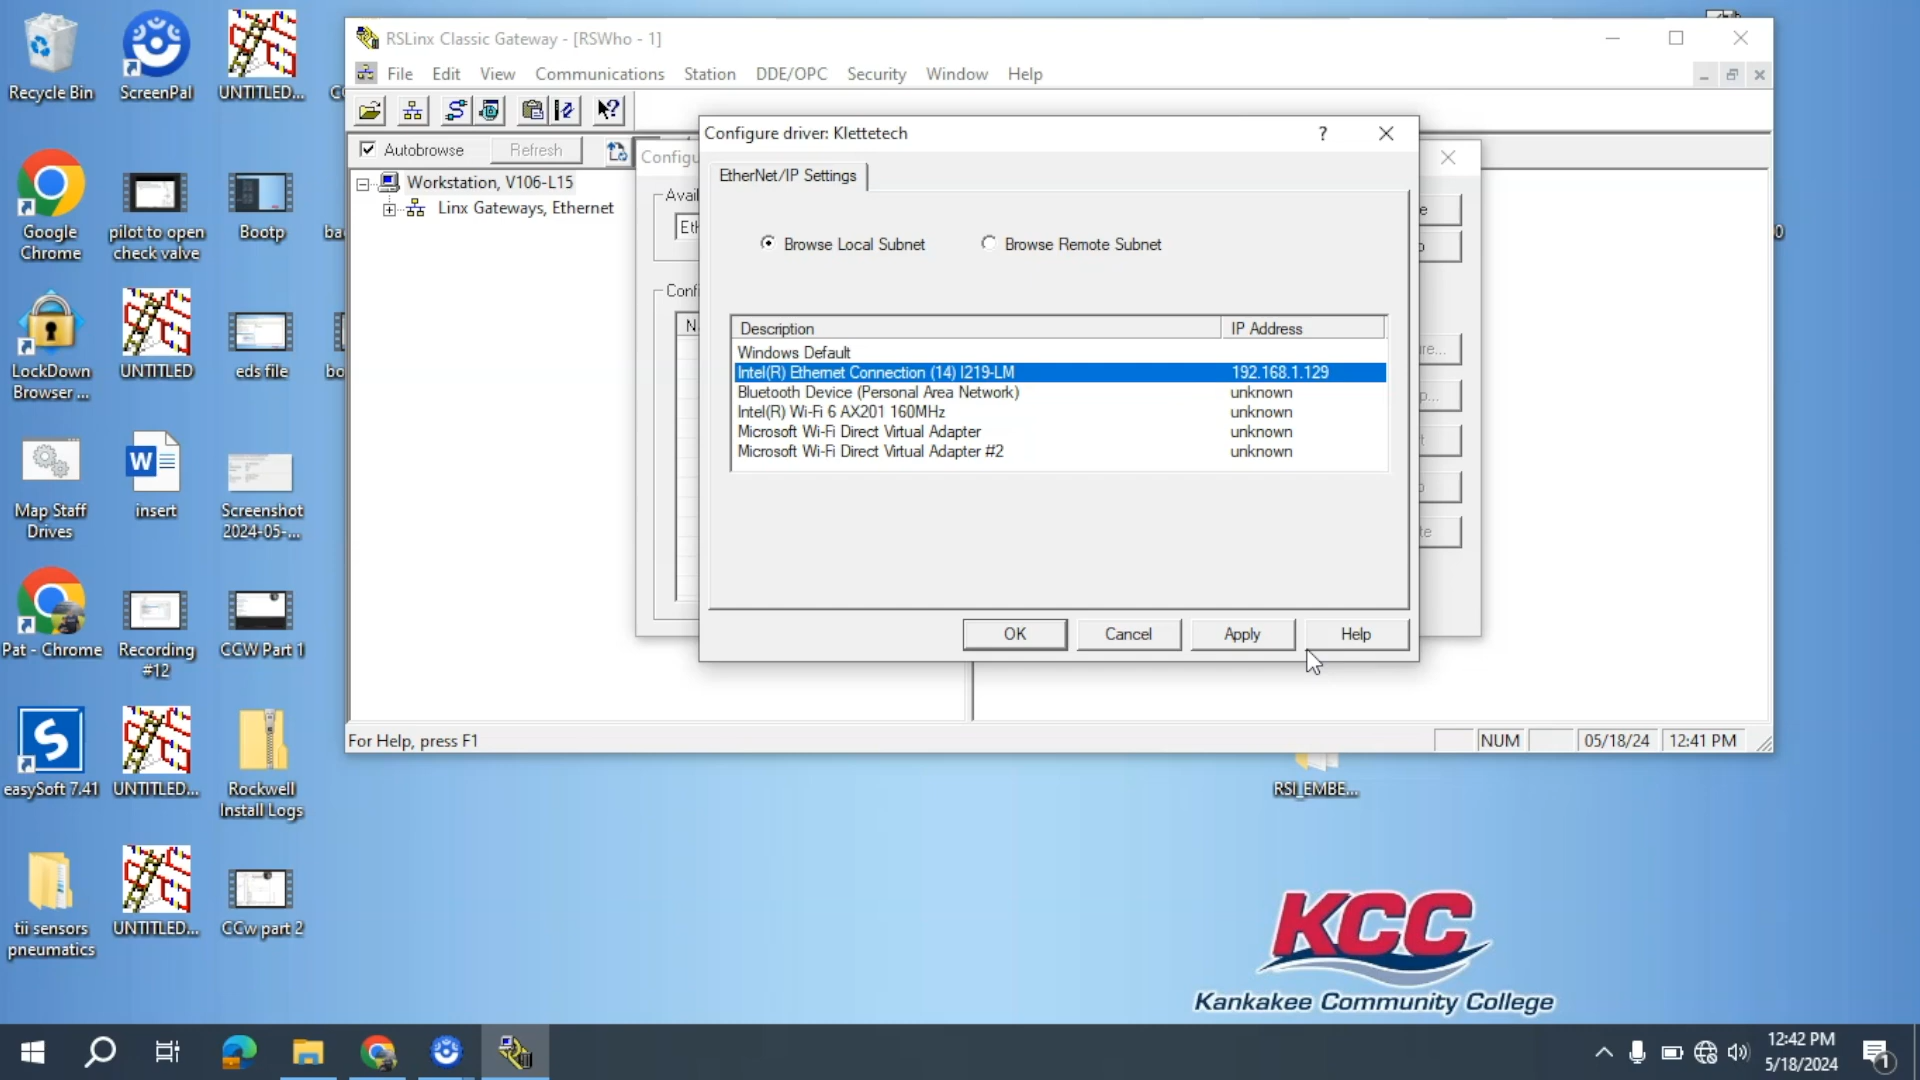 Recycle Bin
ScreenPal
UNTITLED...
Google
Chrome
pilot to open
check valve
Bootp
LockDown
Browser ...
UNTITLED
eds file
Map Staff
Drives
insert
Screenshot
2024-05-...
Pat - Chrome
Recording
#12
CCW Part 1
easySoft 7.41
UNTITLED...
Rockwell
Install Logs
tii sensors
pneumatics
UNTITLED...
CCw part 2
RSLinx Classic Gateway - [RSWho - 1]
File Edit View Communications Station DDE/OPC Security Window Help
Autobrowse Refresh
Workstation, V106-L15
Linx Gateways, Ethernet
Configure driver: Klettetech
EtherNet/IP Settings
Browse Local Subnet Browse Remote Subnet
Description IP Address
Windows Default
Intel(R) Ethernet Connection (14) I219-LM 192.168.1.129
Bluetooth Device (Personal Area Network) unknown
Intel(R) Wi-Fi 6 AX201 160MHz unknown
Microsoft Wi-Fi Direct Virtual Adapter unknown
Microsoft Wi-Fi Direct Virtual Adapter #2 unknown
OK Cancel Apply Help
For Help, press F1
NUM 05/18/24 12:41 PM
RSI_EMBE...
KCC
Kankakee Community College
12:42 PM
5/18/2024
1